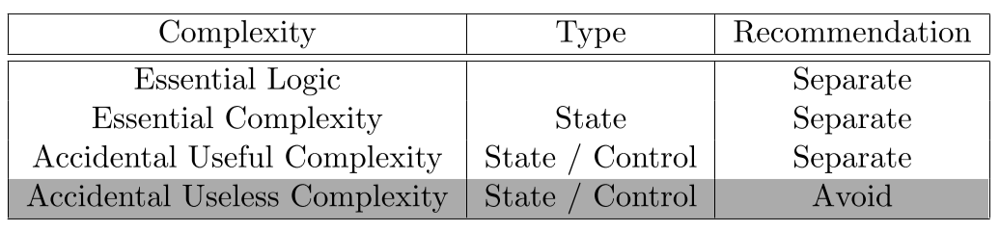 Complexity Type Recommendation
Essential Logic Separate
Essential Complexity State Separate
Accidental Useful Complexity State / Control Separate
Accidental Useless Complexity State / Control Avoid